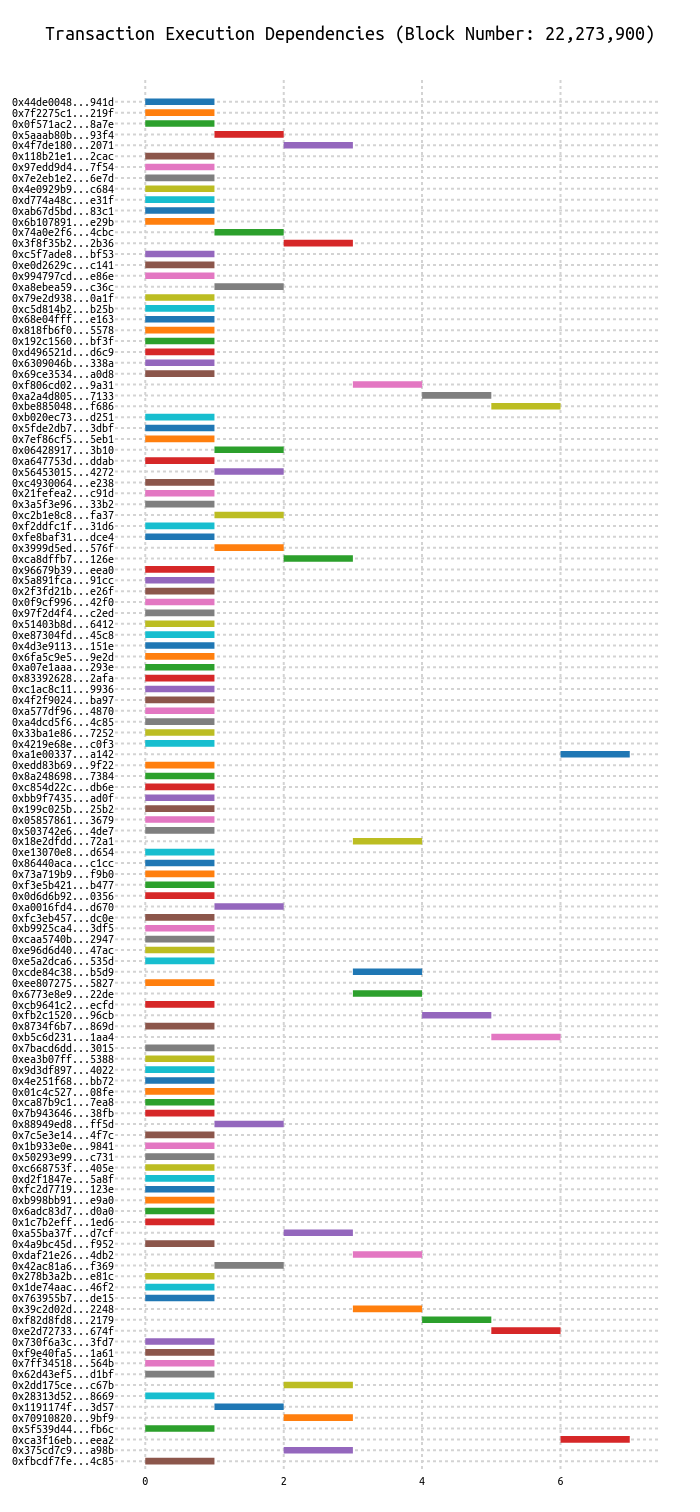 Transaction Execution Dependencies (Block Number: 22,273,900)
0x44de0048...941d
0x7f2275c1...219f
0x0f571ac2...8a7e
0x5aaab80b...93f4
0x4f7de180...2071
0x118b21e1...2cac
0x97edd9d4...7f54
0x7e2eb1e2...6e7d
0x4e0929b9...c684
0xd774a48c...e31f
0xab67d5bd...83c1
0x6b107891...e29b
0x74a0e2f6...4cbc
0x3f8f35b2...2b36
0xc5f7ade8...bf53
0xe0d2629c...c141
0x994797cd...e86e
0xa8ebea59...c36c
0x79e2d938...0a1f
0xc5d814b2...b25b
0x68e04fff...e163
0x818fb6f0...5578
0x192c1560...bf3f
0xd496521d...d6c9
0x6309046b...338a
0x69ce3534...a0d8
0xf806cd02...9a31
0xa2a4d805...7133
0xbe885048...f686
0xb020ec73...d251
0x5fde2db7...3dbf
0x7ef86cf5...5eb1
0x06428917...3b10
0xa647753d...ddab
0x56453015...4272
0xc4930064...e238
0x21fefea2...c91d
0x3a5f3e96...33b2
0xc2b1e8c8...fa37
0xf2ddfc1f...31d6
0xfe8baf31...dce4
0x3999d5ed...576f
0xca8dffb7...126e
0x96679b39...eea0
0x5a891fca...91cc
0x2f3fd21b...e26f
0x0f9cf996...42f0
0x97f2d4f4...c2ed
0x51403b8d...6412
0xe87304fd...45c8
0x4d3e9113...151e
0x6fa5c9e5...9e2d
0xa07e1aaa...293e
0x83392628...2afa
0xc1ac8c11...9936
0x4f2f9024...ba97
0xa577df96...4870
0xa4dcd5f6...4c85
0x33ba1e86...7252
0x4219e68e...c0f3
0xa1e00337...a142
0xedd83b69...9f22
0x8a248698...7384
0xc854d22c...db6e
0xbb9f7435...ad0f
0x199c025b...25b2
0x05857861...3679
0x503742e6...4de7
0x18e2dfdd...72a1
0xe13070e8...d654
0x86440aca...c1cc
0x73a719b9...f9b0
0xf3e5b421...b477
0x0d6d6b92...0356
0xa0016fd4...d670
0xfc3eb457...dc0e
0xb9925ca4...3df5
0xcaa5740b...2947
0xe96d6d40...47ac
0xe5a2dca6...535d
0xcde84c38...b5d9
0xee807275...5827
0x6773e8e9...22de
0xcb9641c2...ecfd
0xfb2c1520...96cb
0x8734f6b7...869d
0xb5c6d231...1aa4
0x7bacd6dd...3015
0xea3b07ff...5388
0x9d3df897...4022
0x4e251f68...bb72
0x01c4c527...08fe
0xca87b9c1...7ea8
0x7b943646...38fb
0x88949ed8...ff5d
0x7c5e3e14...4f7c
0x1b933e0e...9841
0x50293e99...c731
0xc668753f...405e
0xd2f1847e...5a8f
0xfc2d7719...123e
0xb998bb91...e9a0
0x6adc83d7...d0a0
0x1c7b2eff...1ed6
0xa55ba37f...d7cf
0x4a9bc45d...f952
0xdaf21e26...4db2
0x42ac81a6...f369
0x278b3a2b...e81c
0x1de74aac...46f2
0x763955b7...de15
0x39c2d02d...2248
0xf82d8fd8...2179
0xe2d72733...674f
0x730f6a3c...3fd7
0xf9e40fa5...1a61
0x7ff34518...564b
0x62d43ef5...d1bf
0x2dd175ce...c67b
0x28313d52...8669
0x1191174f...3d57
0x70910820...9bf9
0x5f539d44...fb6c
0xca3f16eb...eea2
0x375cd7c9...a98b
0xfbcdf7fe...4c85
0 2 4 6